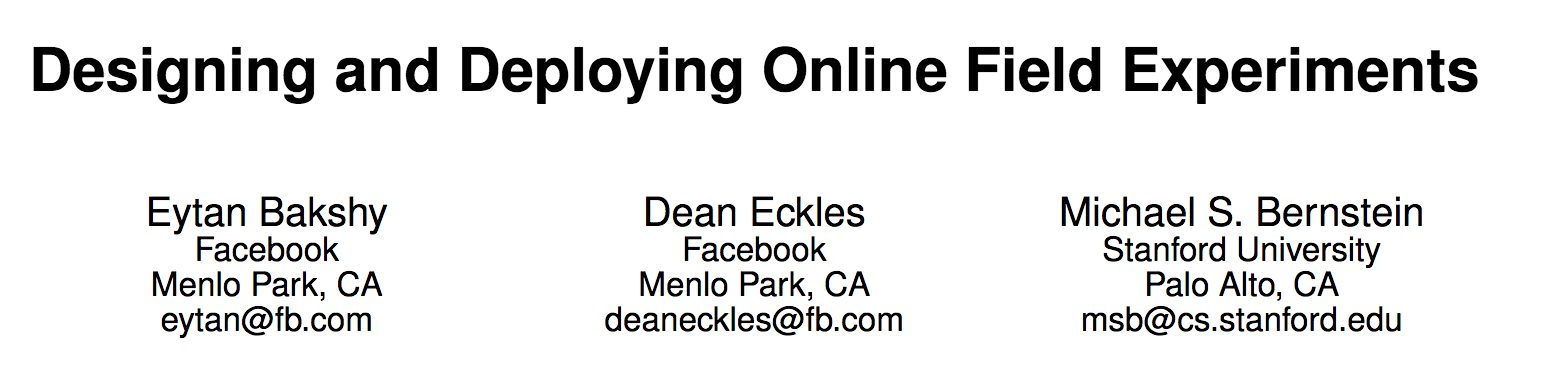 Designing and Deploying Online Field Experiments
Eytan Bakshy
Facebook
Menlo Park, CA
eytan@fb.com
Dean Eckles
Facebook
Menlo Park, CA
deaneckles@fb.com
Michael S. Bernstein
Stanford University
Palo Alto, CA
msb@cs.stanford.edu